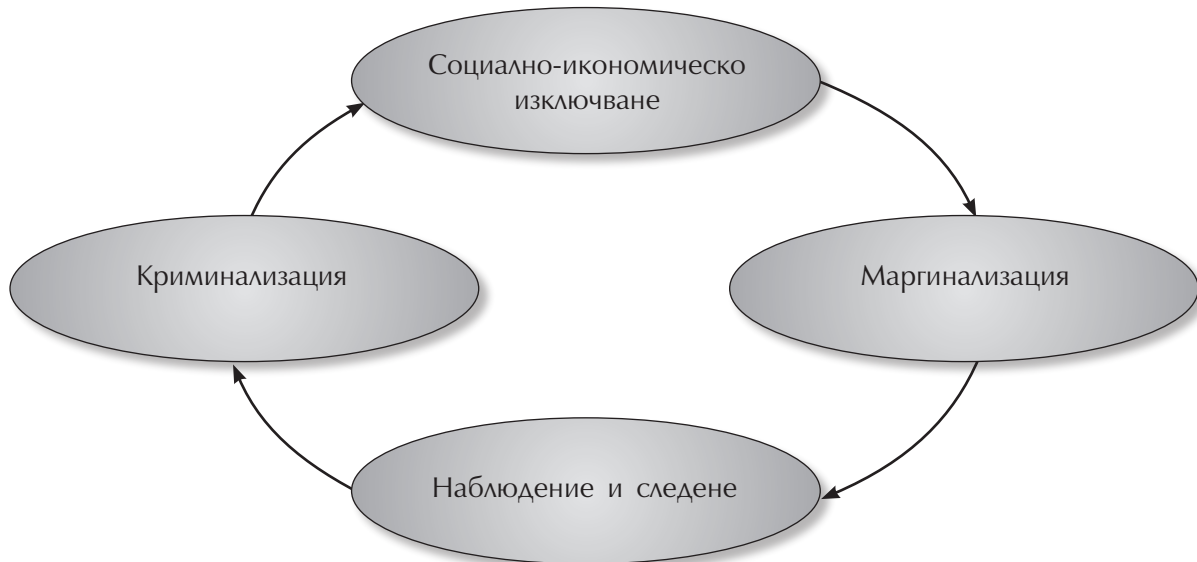 Социално-икономическо
изключване
Криминализация
Маргинализация
Наблюдение и следене